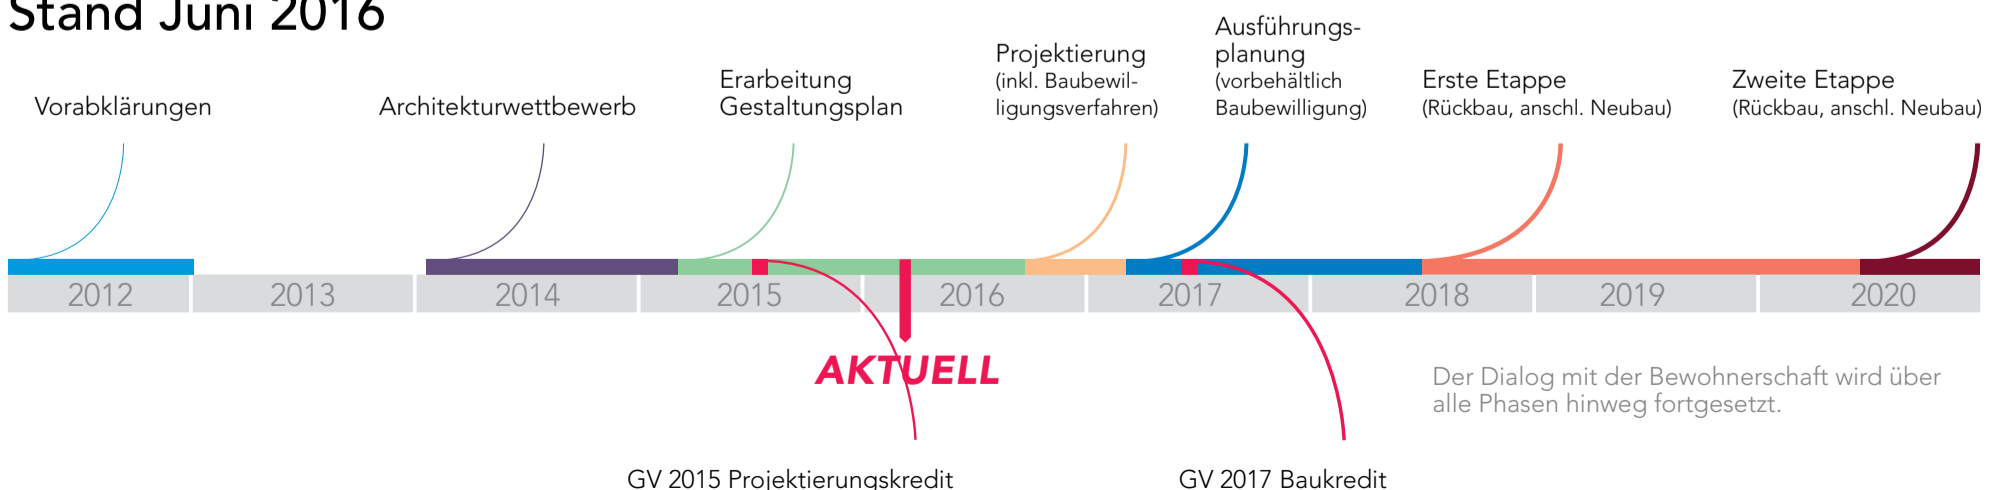 Stand Juni 2016
Vorabklärungen
Architekturwettbewerb
Erarbeitung
Gestaltungsplan
Projektierung
(inkl. Baubewil-
ligungsverfahren)
Ausführungs-
planung
(vorbehältlich
Baubewilligung)
Erste Etappe
(Rückbau, anschl. Neubau)
Zweite Etappe
(Rückbau, anschl. Neubau)
2012 2013 2014 2015 2016 2017 2018 2019 2020
AKTUELL
Der Dialog mit der Bewohnerschaft wird über
alle Phasen hinweg fortgesetzt.
GV 2015 Projektierungskredit
GV 2017 Baukredit